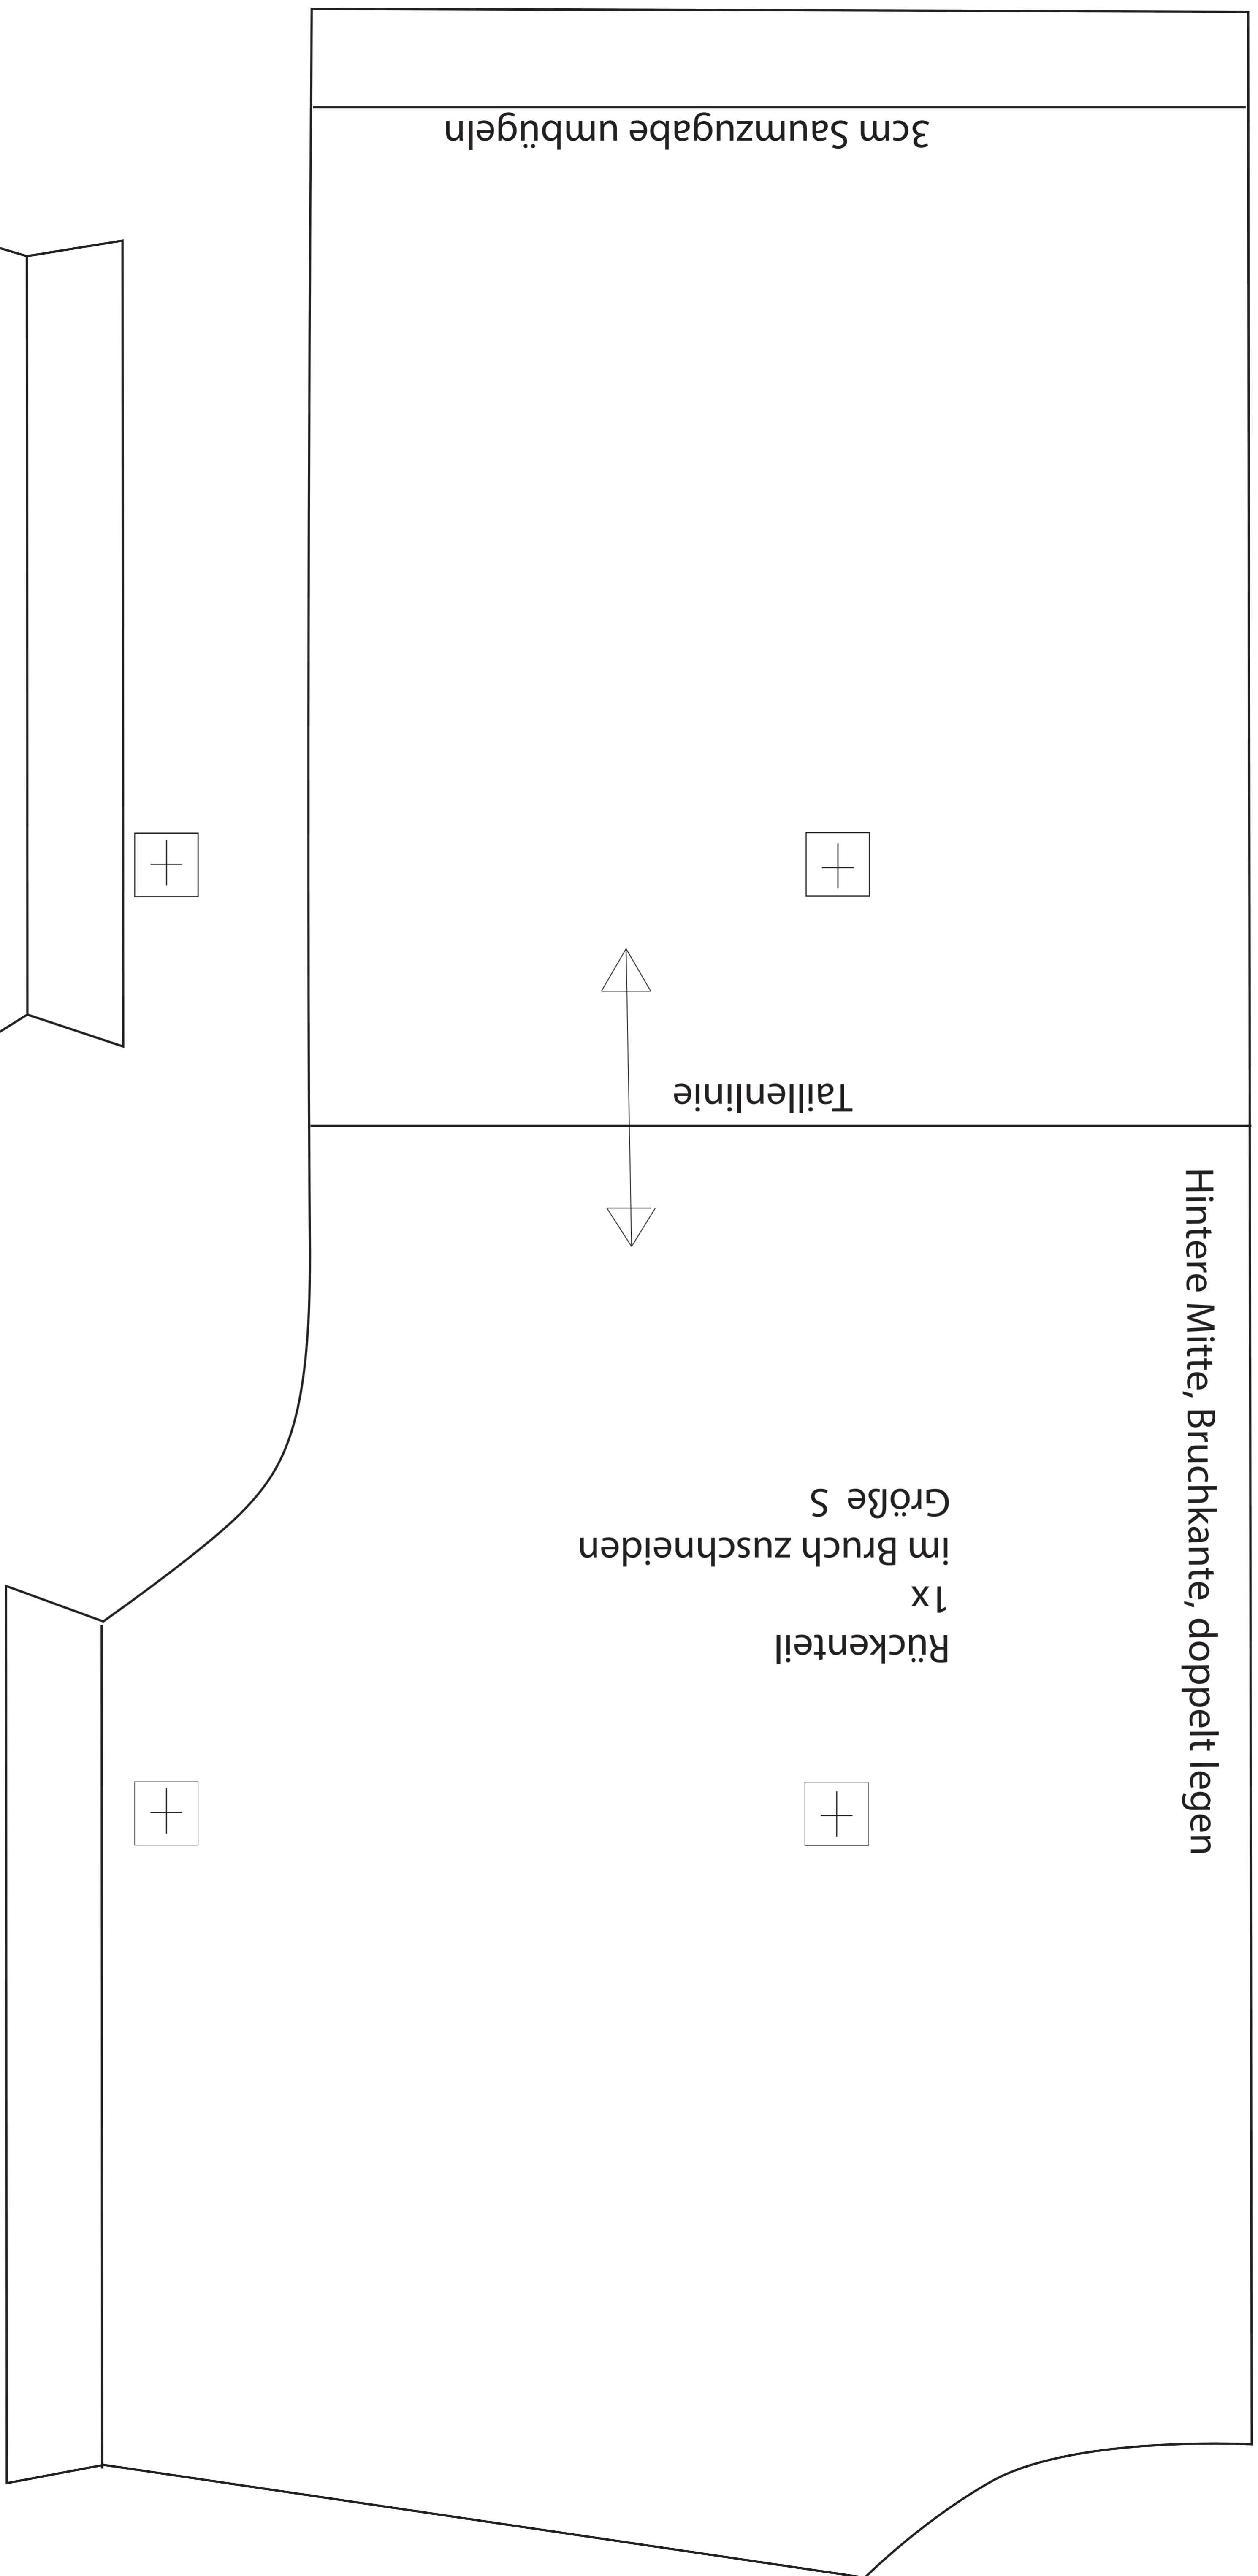 Rückenteil
1x
im Bruch zuschneiden
Größe S
Hintere Mitte, Bruchkante, doppelt legen
Taillenlinie
3cm Saumzugabe umbügeln